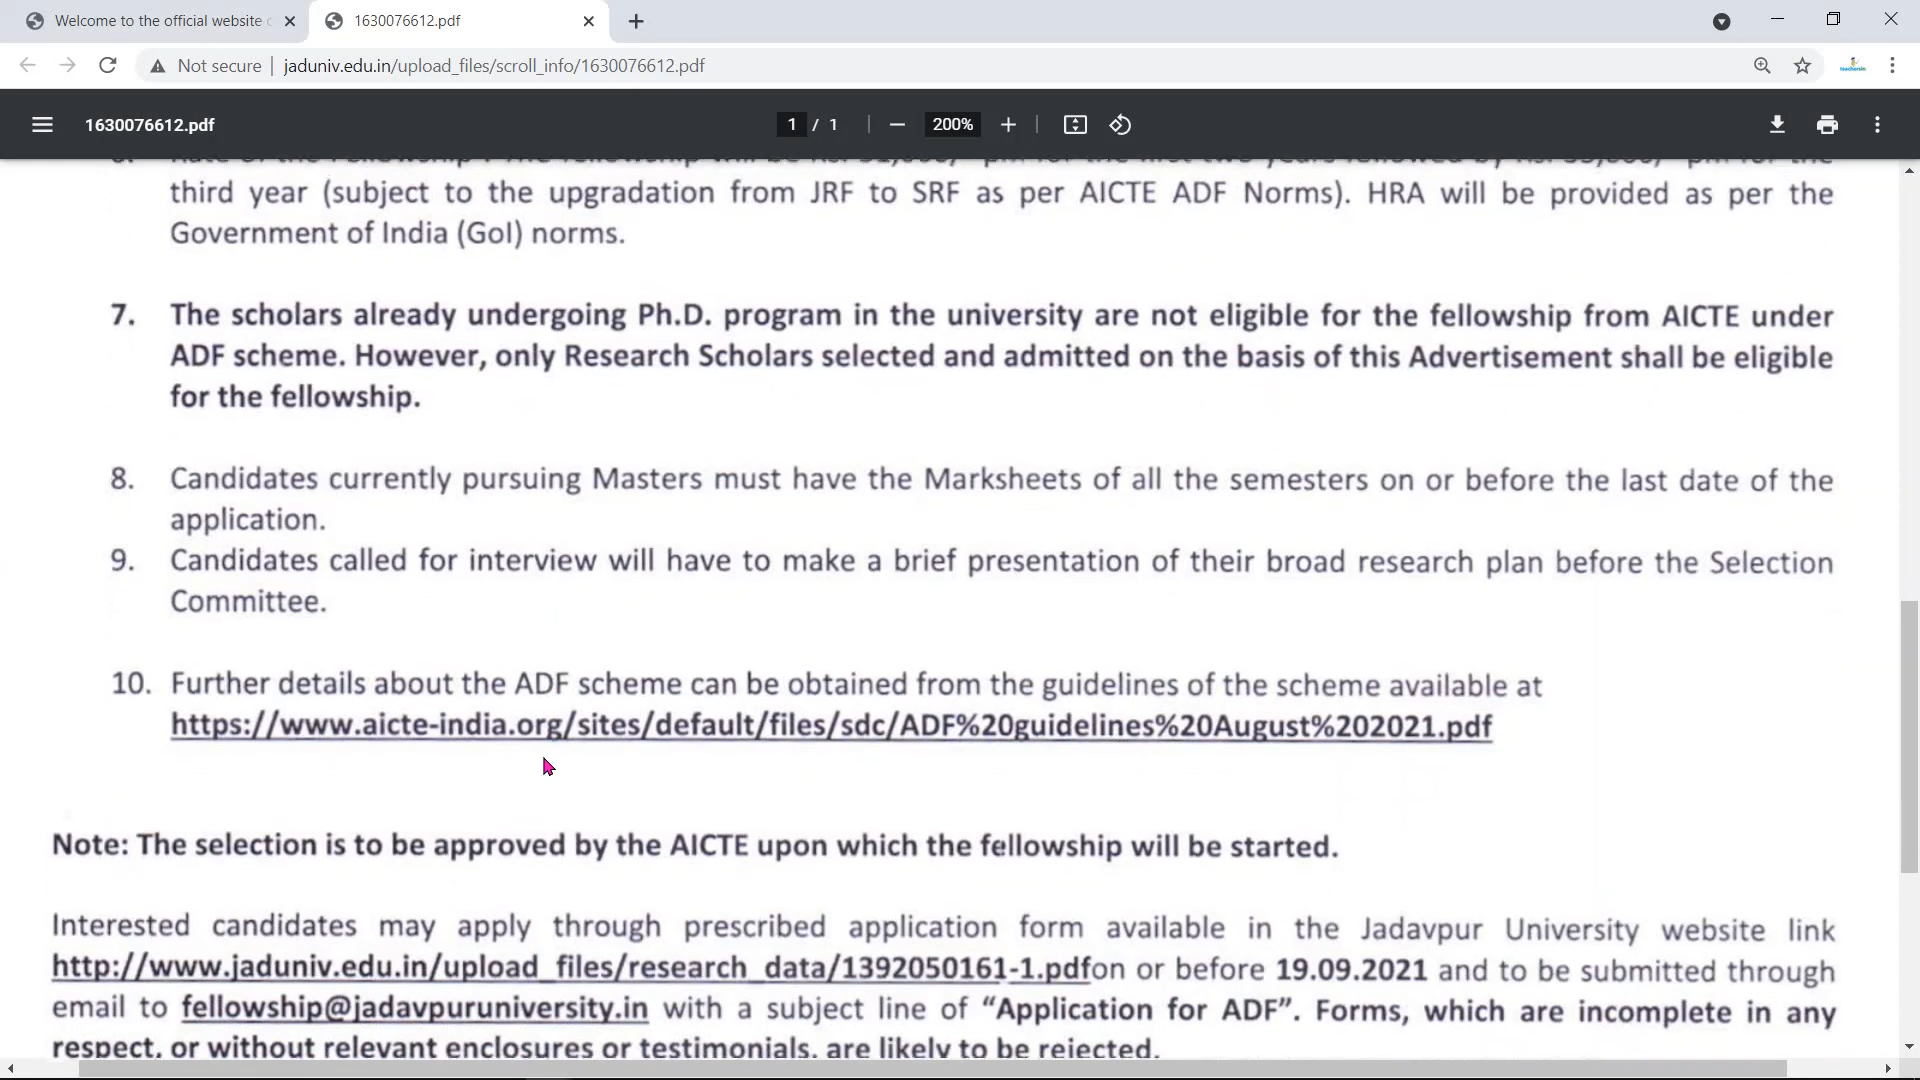 Welcome to the official website
1630076612.pdf
Not secure
jaduniv.edu.in/upload_files/scroll_info/1630076612.pdf
1630076612.pdf
1 / 1
200%
third year (subject to the upgradation from JRF to SRF as per AICTE ADF Norms). HRA will be provided as per the
Government of India (GoI) norms.
7. The scholars already undergoing Ph.D. program in the university are not eligible for the fellowship from AICTE under
ADF scheme. However, only Research Scholars selected and admitted on the basis of this Advertisement shall be eligible
for the fellowship.
8. Candidates currently pursuing Masters must have the Marksheets of all the semesters on or before the last date of the
application.
9. Candidates called for interview will have to make a brief presentation of their broad research plan before the Selection
Committee.
10. Further details about the ADF scheme can be obtained from the guidelines of the scheme available at
https://www.aicte-india.org/sites/default/files/sdc/ADF%20guidelines%20August%202021.pdf
Note: The selection is to be approved by the AICTE upon which the fellowship will be started.
Interested candidates may apply through prescribed application form available in the Jadavpur University website link
http://www.jaduniv.edu.in/upload_files/research_data/1392050161-1.pdfon or before 19.09.2021 and to be submitted through
email to fellowship@jadavpuruniversity.in with a subject line of “Application for ADF”. Forms, which are incomplete in any
respect, or without relevant enclosures or testimonials, are likely to be rejected.